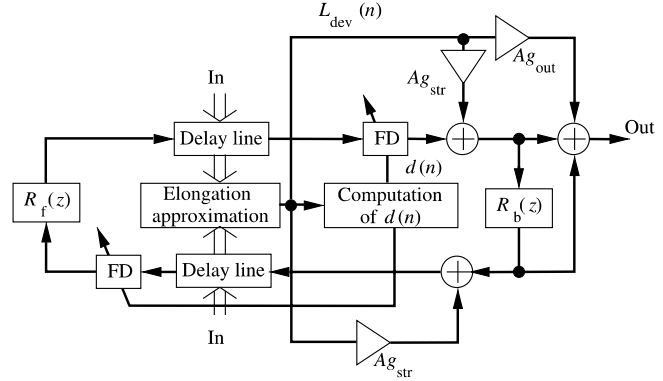 L_dev (n)
In
Ag_str
Ag_out
Delay line
FD
Out
d(n)
R_f(z)
Elongation
approximation
Computation
of d(n)
R_b(z)
FD
Delay line
In
Ag_str